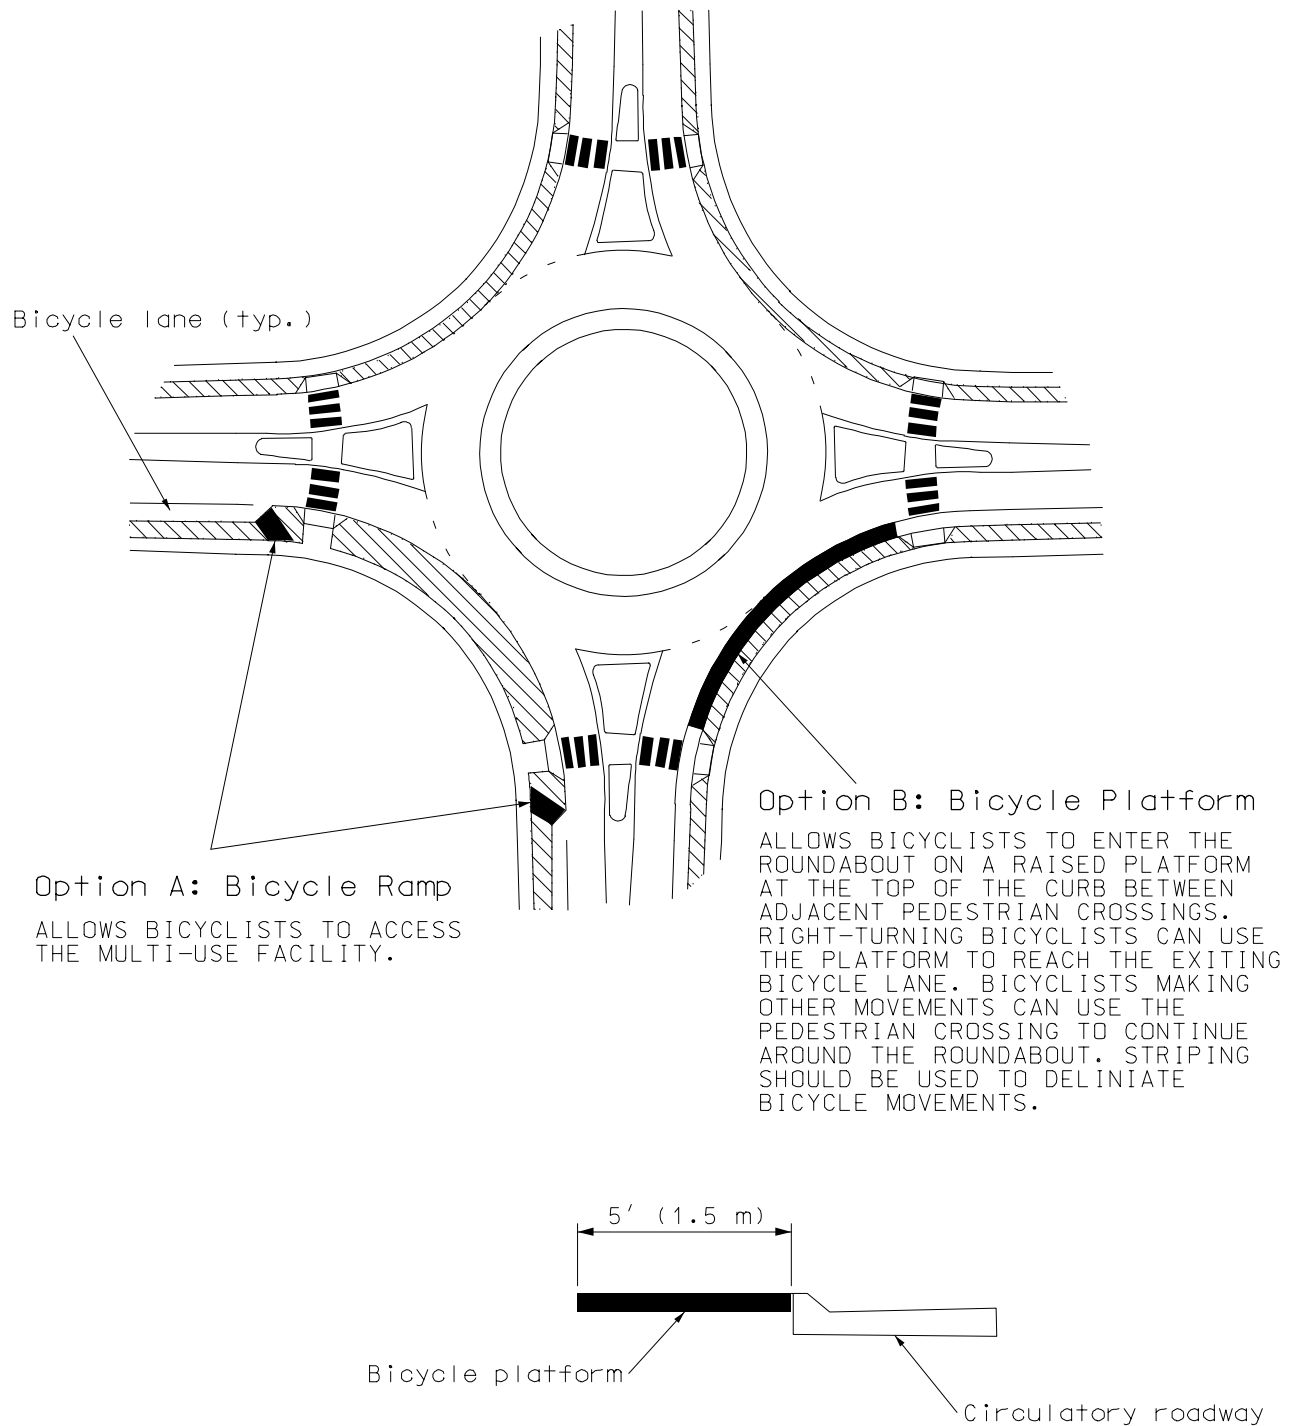 Bicycle lane (typ.)
Option A: Bicycle Ramp
ALLOWS BICYCLISTS TO ACCESS
THE MULTI-USE FACILITY.
Option B: Bicycle Platform
ALLOWS BICYCLISTS TO ENTER THE
ROUNDABOUT ON A RAISED PLATFORM
AT THE TOP OF THE CURB BETWEEN
ADJACENT PEDESTRIAN CROSSINGS.
RIGHT-TURNING BICYCLISTS CAN USE
THE PLATFORM TO REACH THE EXITING
BICYCLE LANE. BICYCLISTS MAKING
OTHER MOVEMENTS CAN USE THE
PEDESTRIAN CROSSING TO CONTINUE
AROUND THE ROUNDABOUT. STRIPING
SHOULD BE USED TO DELINIATE
BICYCLE MOVEMENTS.
5' (1.5 m)
Bicycle platform
Circulatory roadway